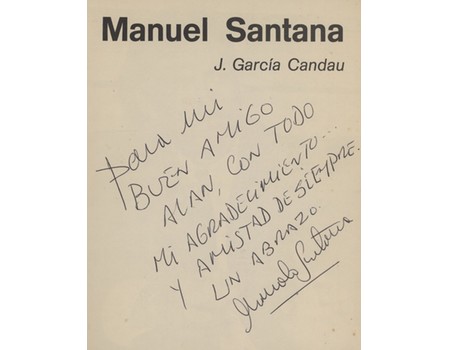 Manuel Santana
J. García Candau
para mi
BUEN AMIGO
ALAN, CON TODO
MI AGRADECIMIENTO...
Y AMISTAD DE SIEMPRE.
UN ABRAZO.
Manolo Santana